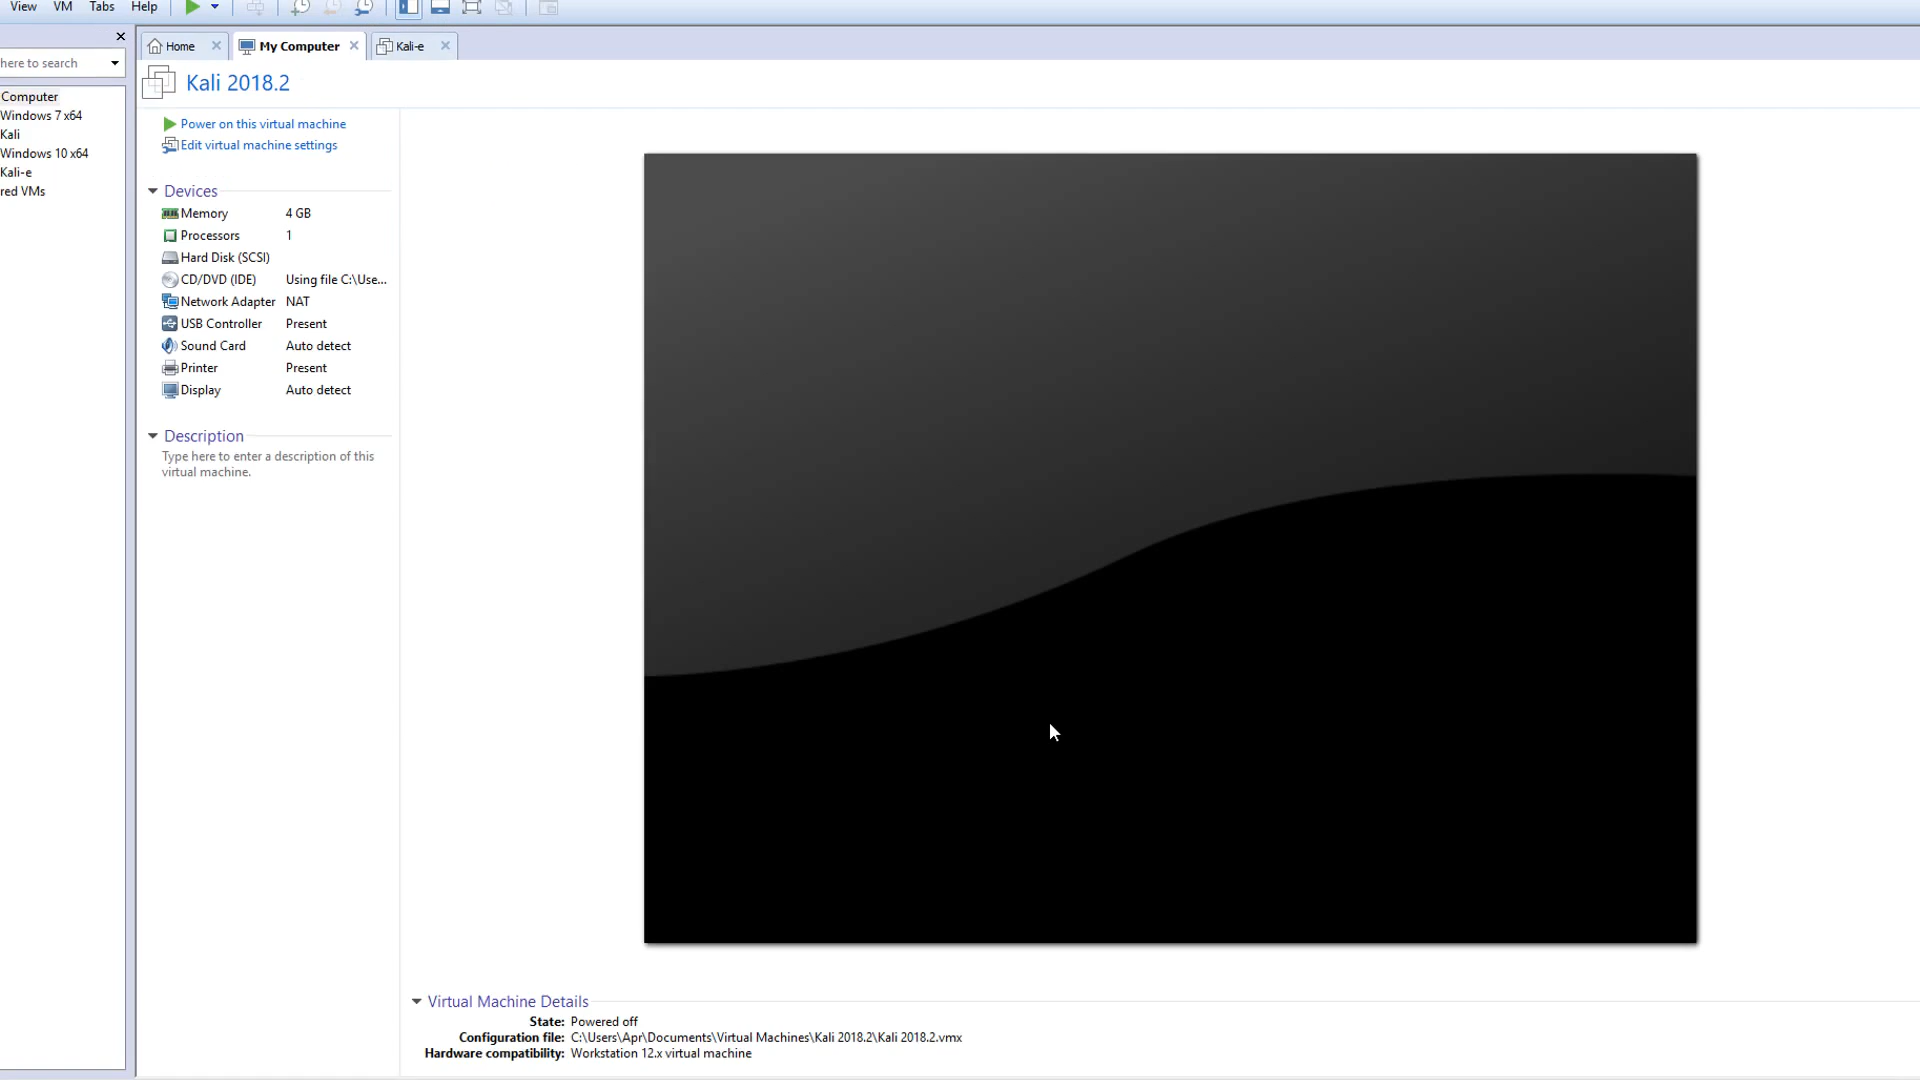 View VM Tabs Help
here to search
Computer
Windows 7 x64
Kali
Windows 10 x64
Kali-e
red VMs
Home My Computer Kali-e
Kali 2018.2
Power on this virtual machine
Edit virtual machine settings
Devices
Memory 4 GB
Processors 1
Hard Disk (SCSI)
CD/DVD (IDE) Using file C:\Use...
Network Adapter NAT
USB Controller Present
Sound Card Auto detect
Printer Present
Display Auto detect
Description
Type here to enter a description of this
virtual machine.
Virtual Machine Details
State: Powered off
Configuration file: C:\Users\Apr\Documents\Virtual Machines\Kali 2018.2\Kali 2018.2.vmx
Hardware compatibility: Workstation 12.x virtual machine